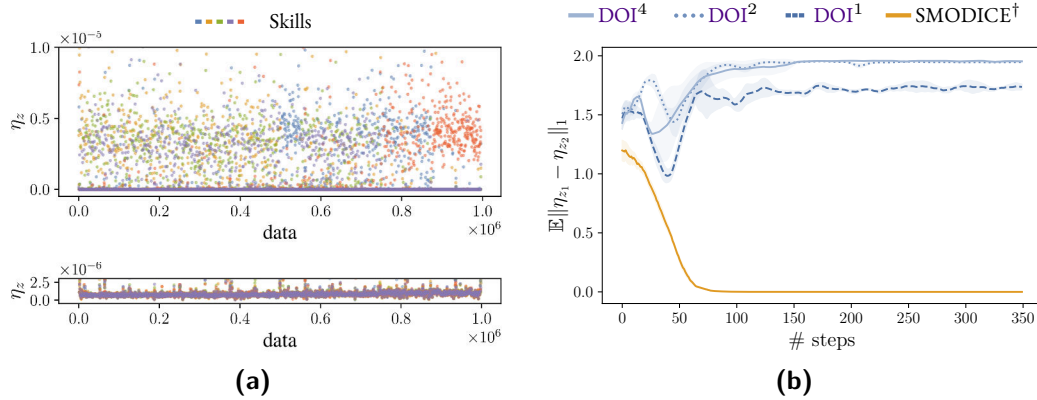 Skills
×10⁻⁵
1.0
0.5
0.0
η_z
0.0 0.2 0.4 0.6 0.8 1.0
data
×10⁶
×10⁻⁶
2.5
0.0
η_z
0.0 0.2 0.4 0.6 0.8 1.0
data
×10⁶
(a)
DOI⁴ DOI² DOI¹ SMODICE†
2.0
1.5
1.0
0.5
0.0
𝔼‖η_{z₁} − η_{z₂}‖₁
0 50 100 150 200 250 300 350
# steps
(b)